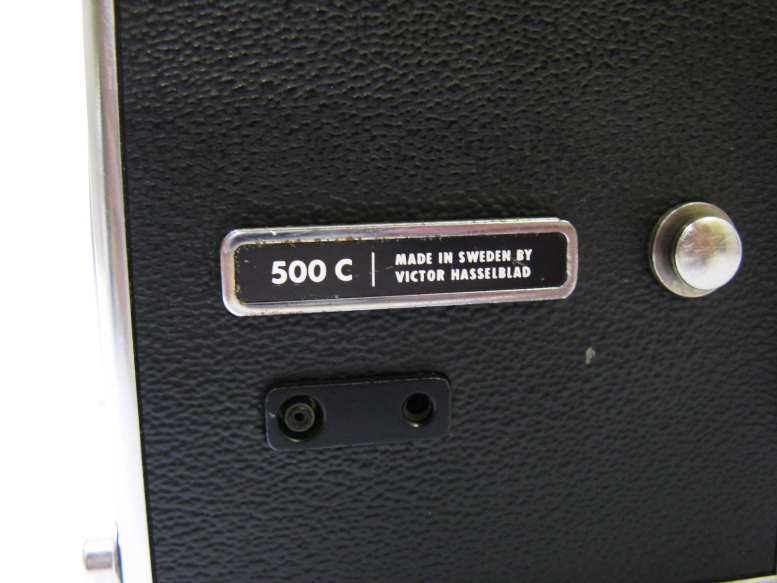 500 C
MADE IN SWEDEN BY
VICTOR HASSELBLAD